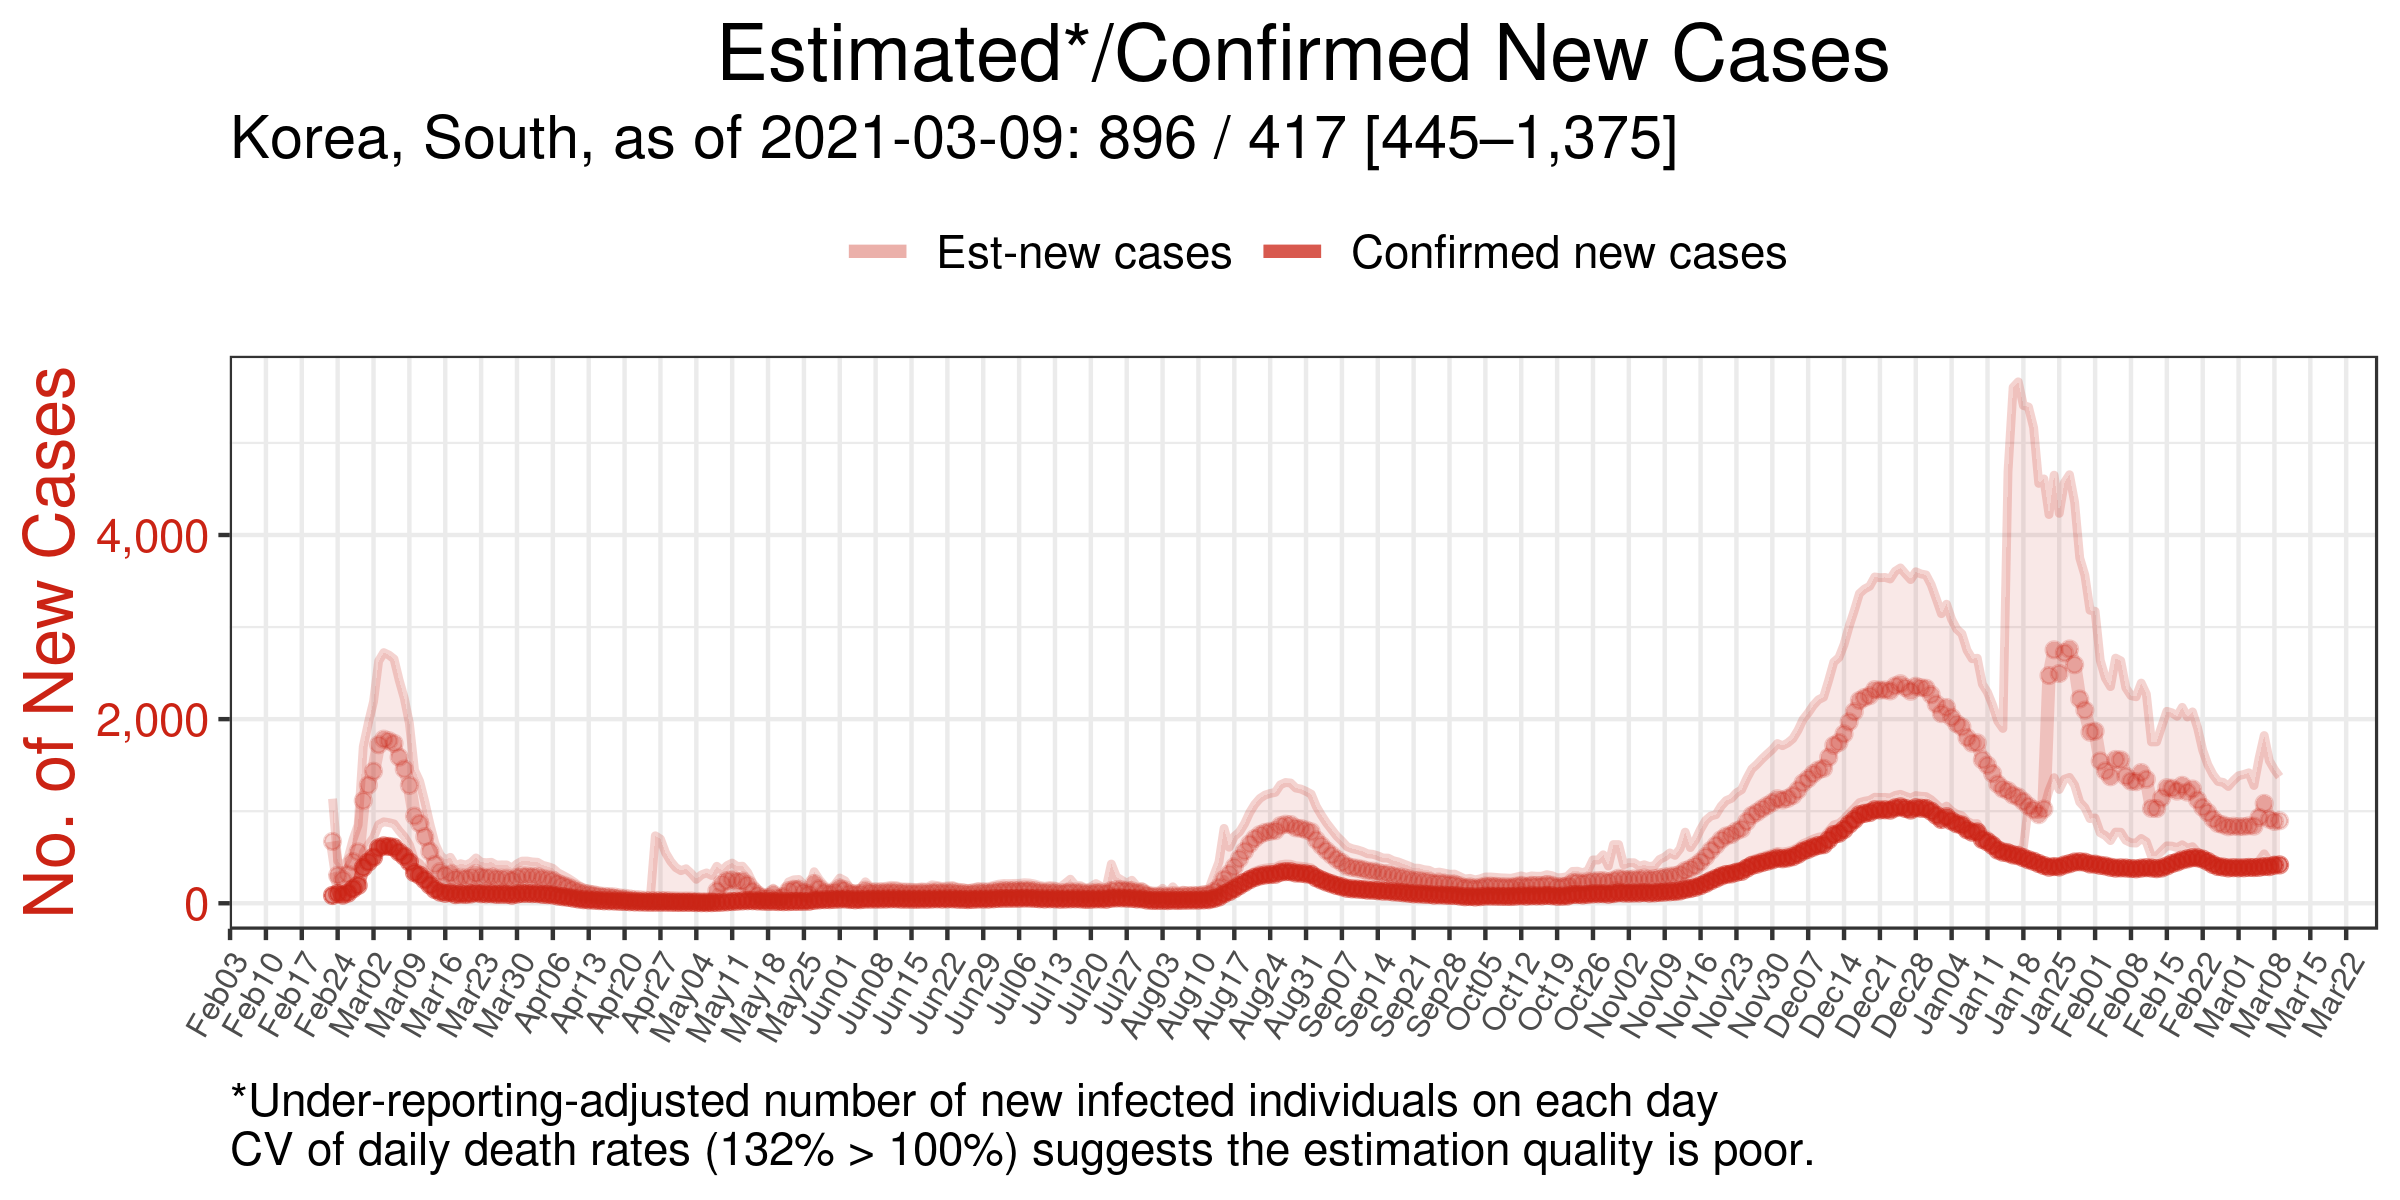 Estimated*/Confirmed New Cases
Korea, South, as of 2021-03-09: 896 / 417 [445–1,375]
Est-new cases
Confirmed new cases
No. of New Cases
4,000
2,000
0
Feb03
Feb10
Feb17
Feb24
Mar02
Mar09
Mar16
Mar23
Mar30
Apr06
Apr13
Apr20
Apr27
May04
May11
May18
May25
Jun01
Jun08
Jun15
Jun22
Jun29
Jul06
Jul13
Jul20
Jul27
Aug03
Aug10
Aug17
Aug24
Aug31
Sep07
Sep14
Sep21
Sep28
Oct05
Oct12
Oct19
Oct26
Nov02
Nov09
Nov16
Nov23
Nov30
Dec07
Dec14
Dec21
Dec28
Jan04
Jan11
Jan18
Jan25
Feb01
Feb08
Feb15
Feb22
Mar01
Mar08
Mar15
Mar22
*Under-reporting-adjusted number of new infected individuals on each day
CV of daily death rates (132% > 100%) suggests the estimation quality is poor.